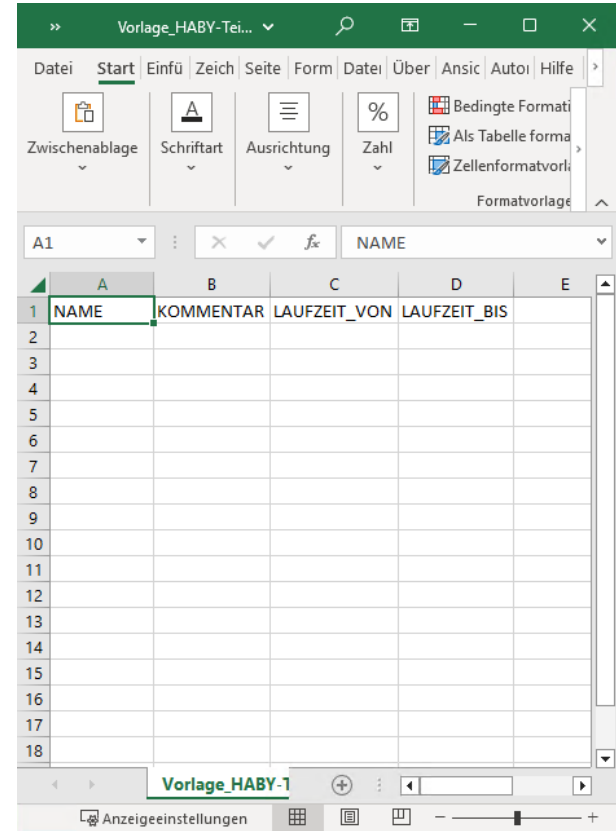 » Vorlage_HABY-Tei...
Datei Start Einfü Zeich Seite Form Datei Über Ansic Autoı Hilfe
Zwischenablage Schriftart Ausrichtung % Zahl Bedingte Formati
Als Tabelle forma
Zellenformatvorla
Formatvorlage
A1 fx NAME
A B C D E
1 NAME KOMMENTAR LAUFZEIT_VON LAUFZEIT_BIS
2
3
4
5
6
7
8
9
10
11
12
13
14
15
16
17
18
Vorlage_HABY-T
Anzeigeeinstellungen - +